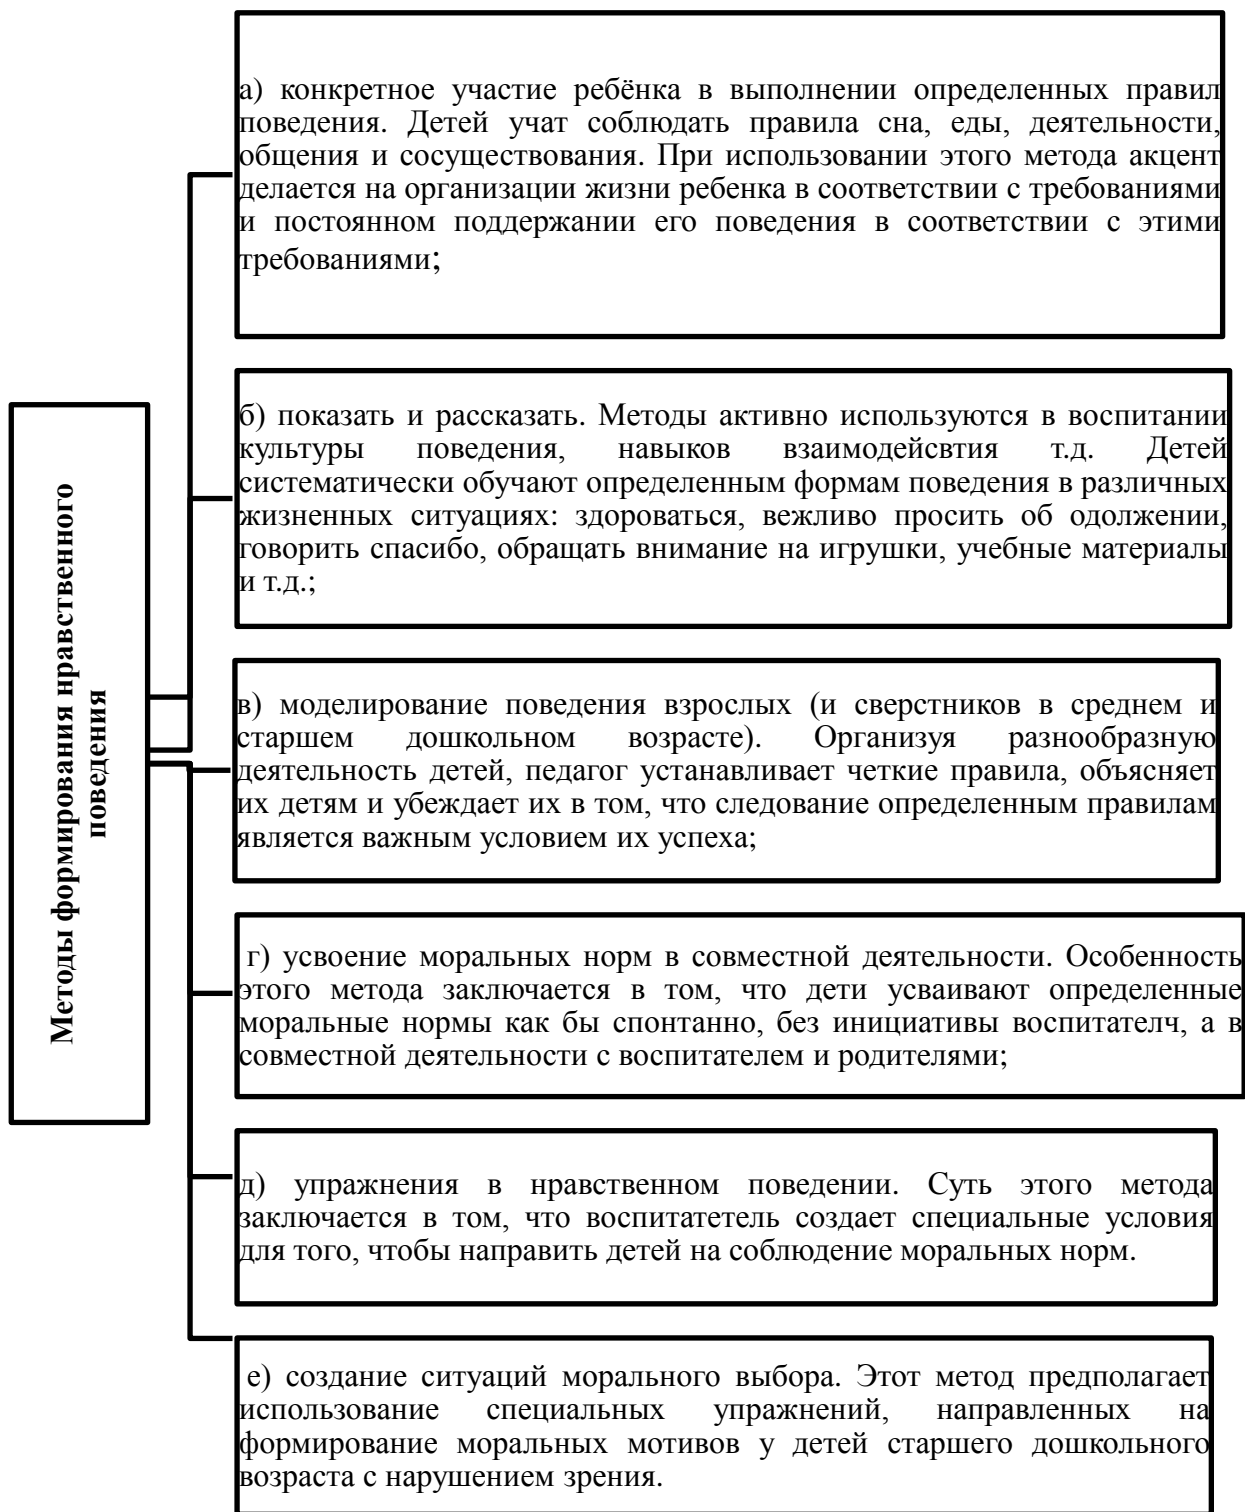 Методы формирования нравственного
поведения
а) конкретное участие ребёнка в выполнении определенных правил
поведения. Детей учат соблюдать правила сна, еды, деятельности,
общения и сосуществования. При использовании этого метода акцент
делается на организации жизни ребенка в соответствии с требованиями
и постоянном поддержании его поведения в соответствии с этими
требованиями;
б) показать и рассказать. Методы активно используются в воспитании
культуры поведения, навыков взаимодейсвтия т.д. Детей
систематически обучают определенным формам поведения в различных
жизненных ситуациях: здороваться, вежливо просить об одолжении,
говорить спасибо, обращать внимание на игрушки, учебные материалы
и т.д.;
в) моделирование поведения взрослых (и сверстников в среднем и
старшем дошкольном возрасте). Организуя разнообразную
деятельность детей, педагог устанавливает четкие правила, объясняет
их детям и убеждает их в том, что следование определенным правилам
является важным условием их успеха;
г) усвоение моральных норм в совместной деятельности. Особенность
этого метода заключается в том, что дети усваивают определенные
моральные нормы как бы спонтанно, без инициативы воспитателч, а в
совместной деятельности с воспитателем и родителями;
д) упражнения в нравственном поведении. Суть этого метода
заключается в том, что воспитатетель создает специальные условия
для того, чтобы направить детей на соблюдение моральных норм.
е) создание ситуаций морального выбора. Этот метод предполагает
использование специальных упражнений, направленных на
формирование моральных мотивов у детей старшего дошкольного
возраста с нарушением зрения.